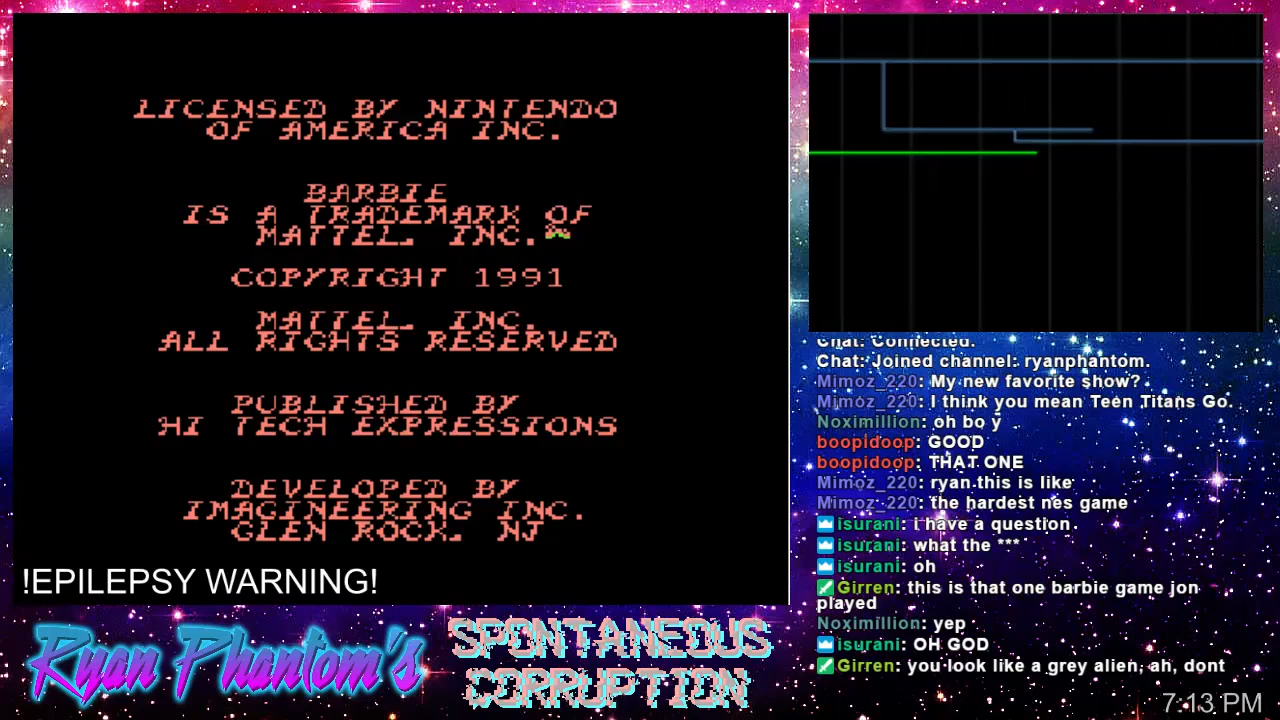 LICENSED BY NINTENDO
OF AMERICA INC.
BARBIE
IS A TRADEMARK OF
MATTEL. INC.
COPYRIGHT 1991
MATTEL. INC.
ALL RIGHTS RESERVED
PUBLISHED BY
HI TECH EXPRESSIONS
DEVELOPED BY
IMAGINEERING INC.
GLEN ROCK. NJ
!EPILEPSY WARNING!
Ryan Phantom's
SPONTANEOUS
CORRUPTION
Chat: Connected.
Chat: Joined channel: ryanphantom.
Mimoz_220: My new favorite show?
Mimoz_220: I think you mean Teen Titans Go.
Noximillion: oh bo y
boopidoop: GOOD
boopidoop: THAT ONE
Mimoz_220: ryan this is like
Mimoz_220: the hardest nes game
isurani: i have a question.
isurani: what the ***
isurani: oh
Girren: this is that one barbie game jon
played
Noximillion: yep
isurani: OH GOD
Girren: you look like a grey alien, ah, dont
7:13 PM